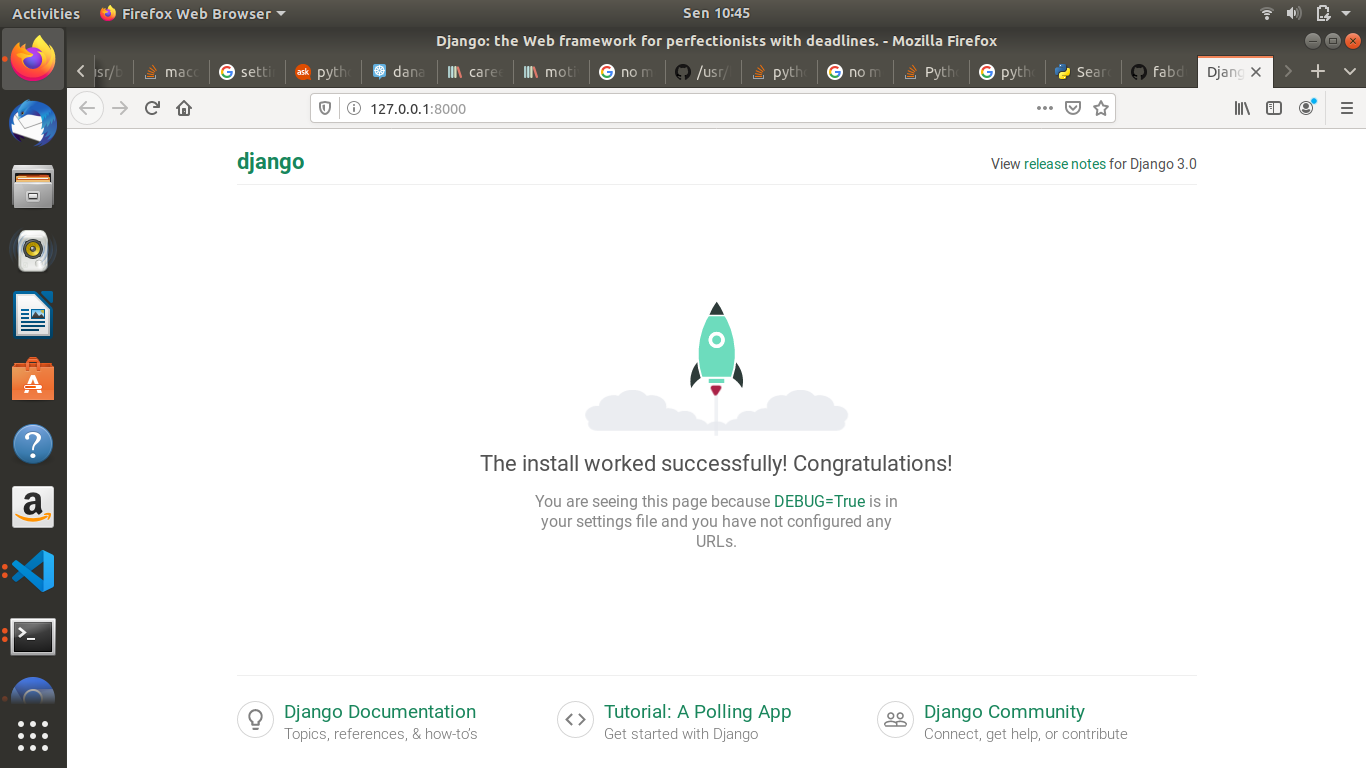 Activities
Firefox Web Browser
Sen 10:45
Django: the Web framework for perfectionists with deadlines. - Mozilla Firefox
usr/b
maco
setti
ask
pyth
dana
caree
moti
no m
/usr/
pyth
no m
Pyth
pyth
Sear
fabd
Djang
127.0.0.1:8000
django
View release notes for Django 3.0
The install worked successfully! Congratulations!
You are seeing this page because DEBUG=True is in
your settings file and you have not configured any
URLs.
Django Documentation
Topics, references, & how-to's
Tutorial: A Polling App
Get started with Django
Django Community
Connect, get help, or contribute